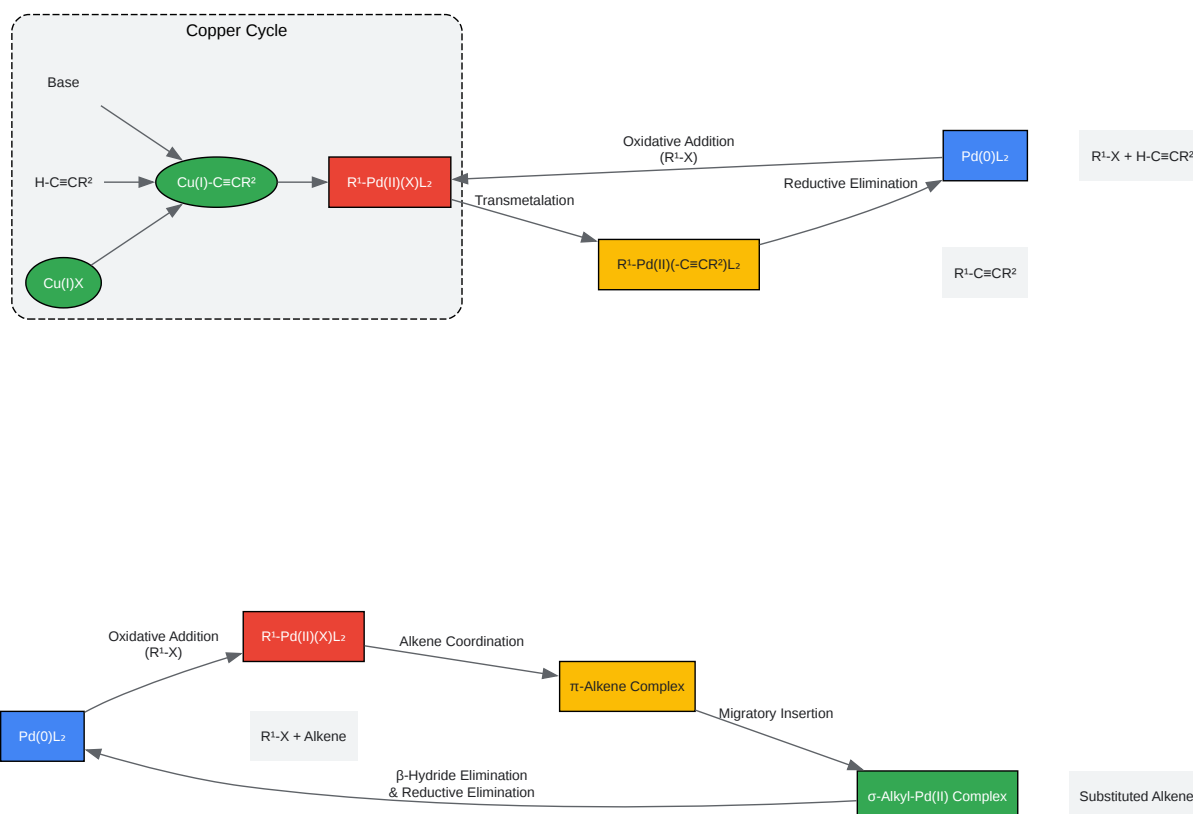 Copper Cycle
Base
H-C≡CR²
Cu(I)X
Cu(I)-C≡CR²
R¹-Pd(II)(X)L₂
Oxidative Addition
(R¹-X)
Transmetalation
R¹-Pd(II)(-C≡CR²)L₂
Reductive Elimination
Pd(0)L₂
R¹-X + H-C≡CR²
R¹-C≡CR²
Pd(0)L₂
Oxidative Addition
(R¹-X)
R¹-Pd(II)(X)L₂
Alkene Coordination
π-Alkene Complex
R¹-X + Alkene
Migratory Insertion
β-Hydride Elimination
& Reductive Elimination
σ-Alkyl-Pd(II) Complex
Substituted Alkene